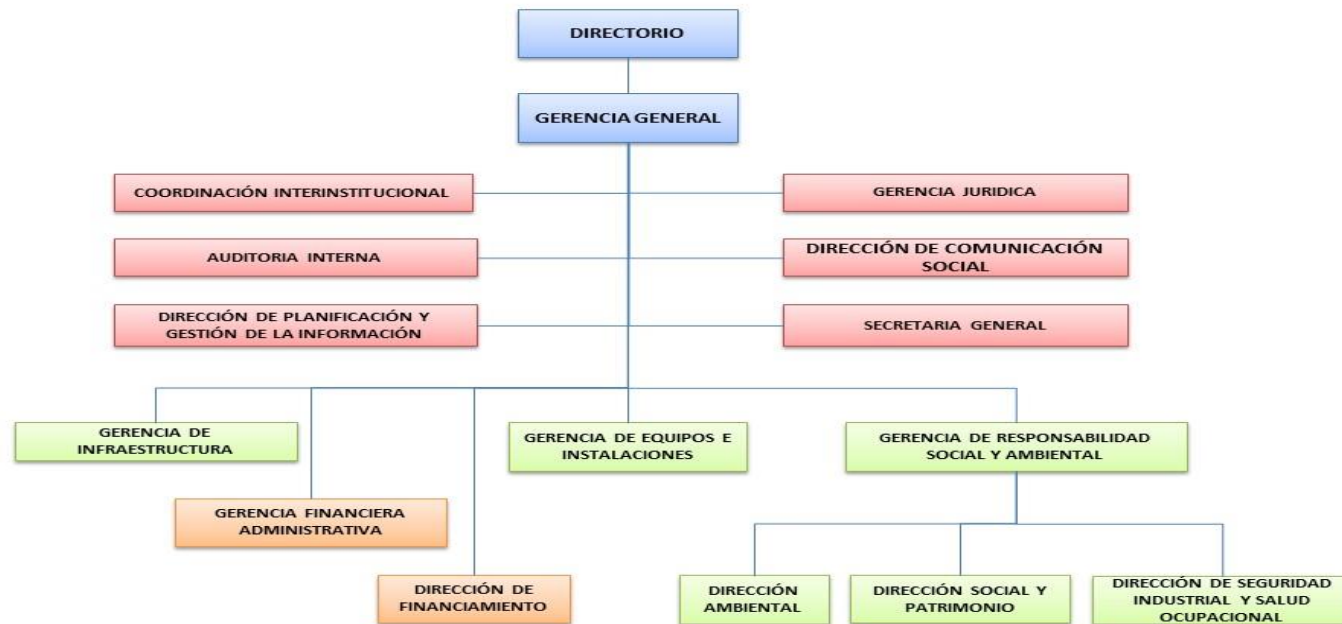 DIRECTORIO
GERENCIA GENERAL
COORDINACIÓN INTERINSTITUCIONAL
GERENCIA JURIDICA
AUDITORIA INTERNA
DIRECCIÓN DE COMUNICACIÓN
SOCIAL
DIRECCIÓN DE PLANIFICACIÓN Y
GESTIÓN DE LA INFORMACIÓN
SECRETARIA GENERAL
GERENCIA DE
INFRAESTRUCTURA
GERENCIA DE EQUIPOS E
INSTALACIONES
GERENCIA DE RESPONSABILIDAD
SOCIAL Y AMBIENTAL
GERENCIA FINANCIERA
ADMINISTRATIVA
DIRECCIÓN DE
FINANCIAMIENTO
DIRECCIÓN
AMBIENTAL
DIRECCIÓN SOCIAL Y
PATRIMONIO
DIRECCIÓN DE SEGURIDAD
INDUSTRIAL Y SALUD
OCUPACIONAL